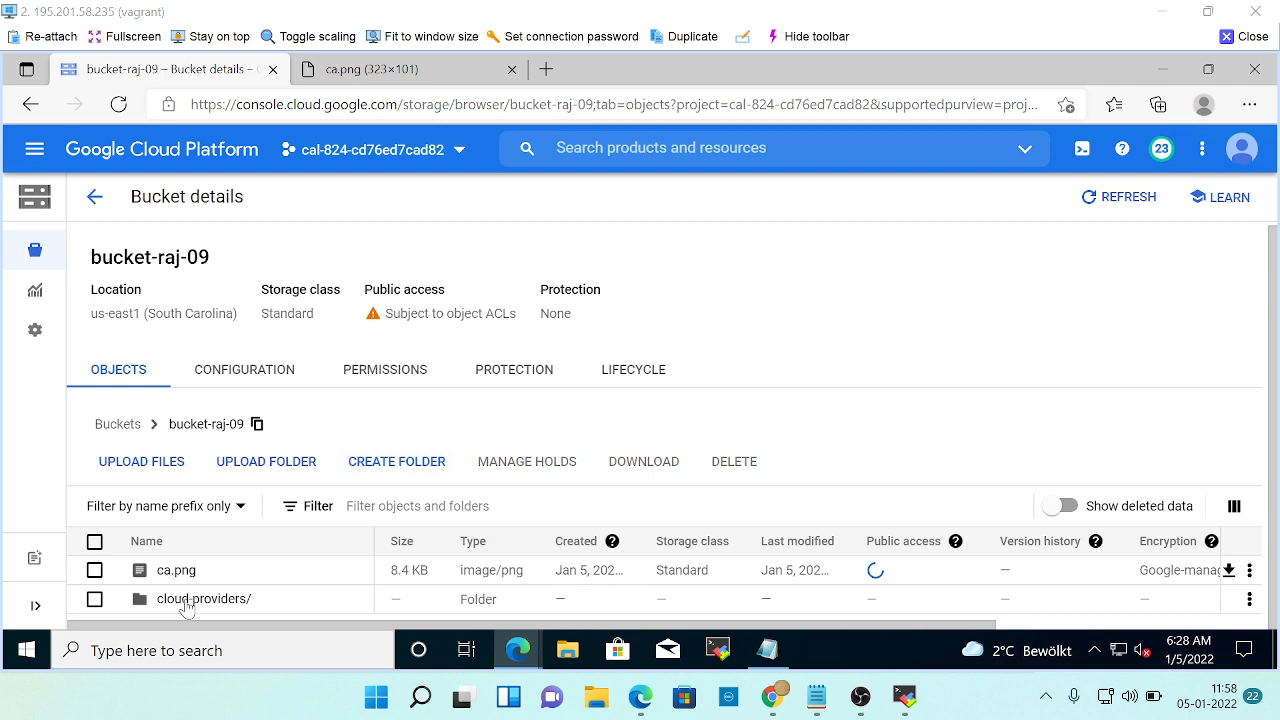 2. 195.201.58.235 (vagrant)
Re-attach Fullscreen Stay on top Toggle scaling Fit to window size Set connection password Duplicate Hide toolbar Close
bucket-raj-09 – Bucket details – ca.png (323×101)
https://console.cloud.google.com/storage/browser/bucket-raj-09;tab=objects?project=cal-824-cd76ed7cad82&supportedpurview=proj...
Google Cloud Platform cal-824-cd76ed7cad82 Search products and resources 23
Bucket details REFRESH LEARN
bucket-raj-09
Location Storage class Public access Protection
us-east1 (South Carolina) Standard Subject to object ACLs None
OBJECTS CONFIGURATION PERMISSIONS PROTECTION LIFECYCLE
Buckets > bucket-raj-09
UPLOAD FILES UPLOAD FOLDER CREATE FOLDER MANAGE HOLDS DOWNLOAD DELETE
Filter by name prefix only Filter Filter objects and folders Show deleted data
Name Size Type Created Storage class Last modified Public access Version history Encryption
ca.png 8.4 KB image/png Jan 5, 202... Standard Jan 5, 202... — Google-manag
cloud-providers/ — Folder — — — — — —
Type here to search 2°C Bewölkt 6:28 AM
1/5/2022
11:58
05-01-2022 22